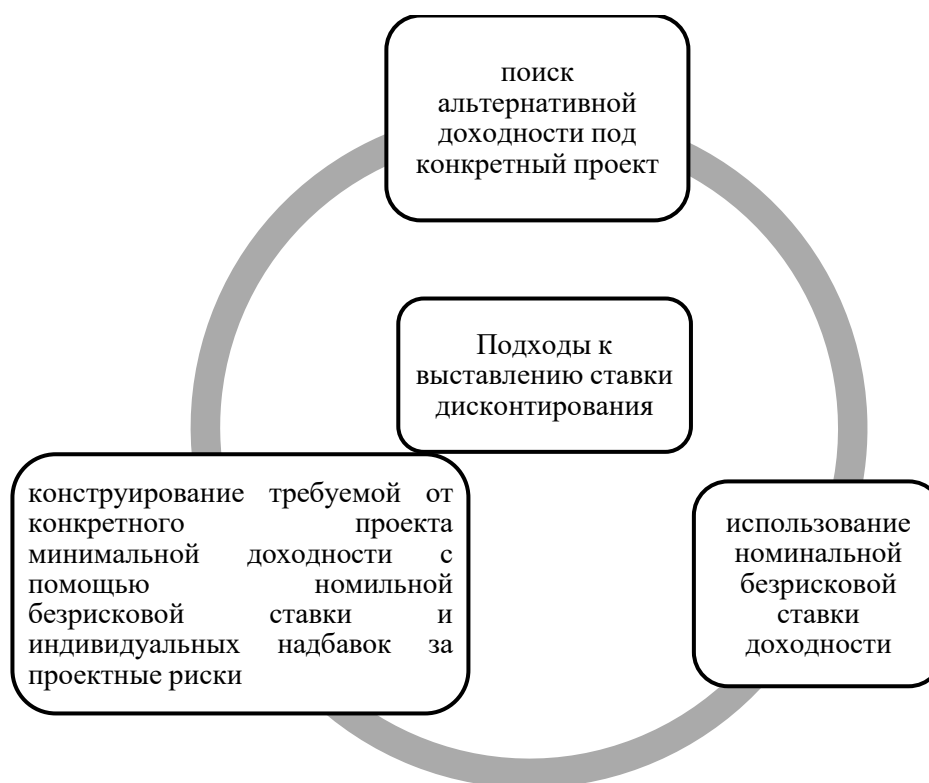 поиск
альтернативной
доходности под
конкретный проект
Подходы к
выставлению ставки
дисконтирования
конструирование требуемой от
конкретного проекта
минимальной доходности с
помощью номильной
безрисковой ставки и
индивидуальных надбавок за
проектные риски
использование
номинальной
безрисковой
ставки
доходности